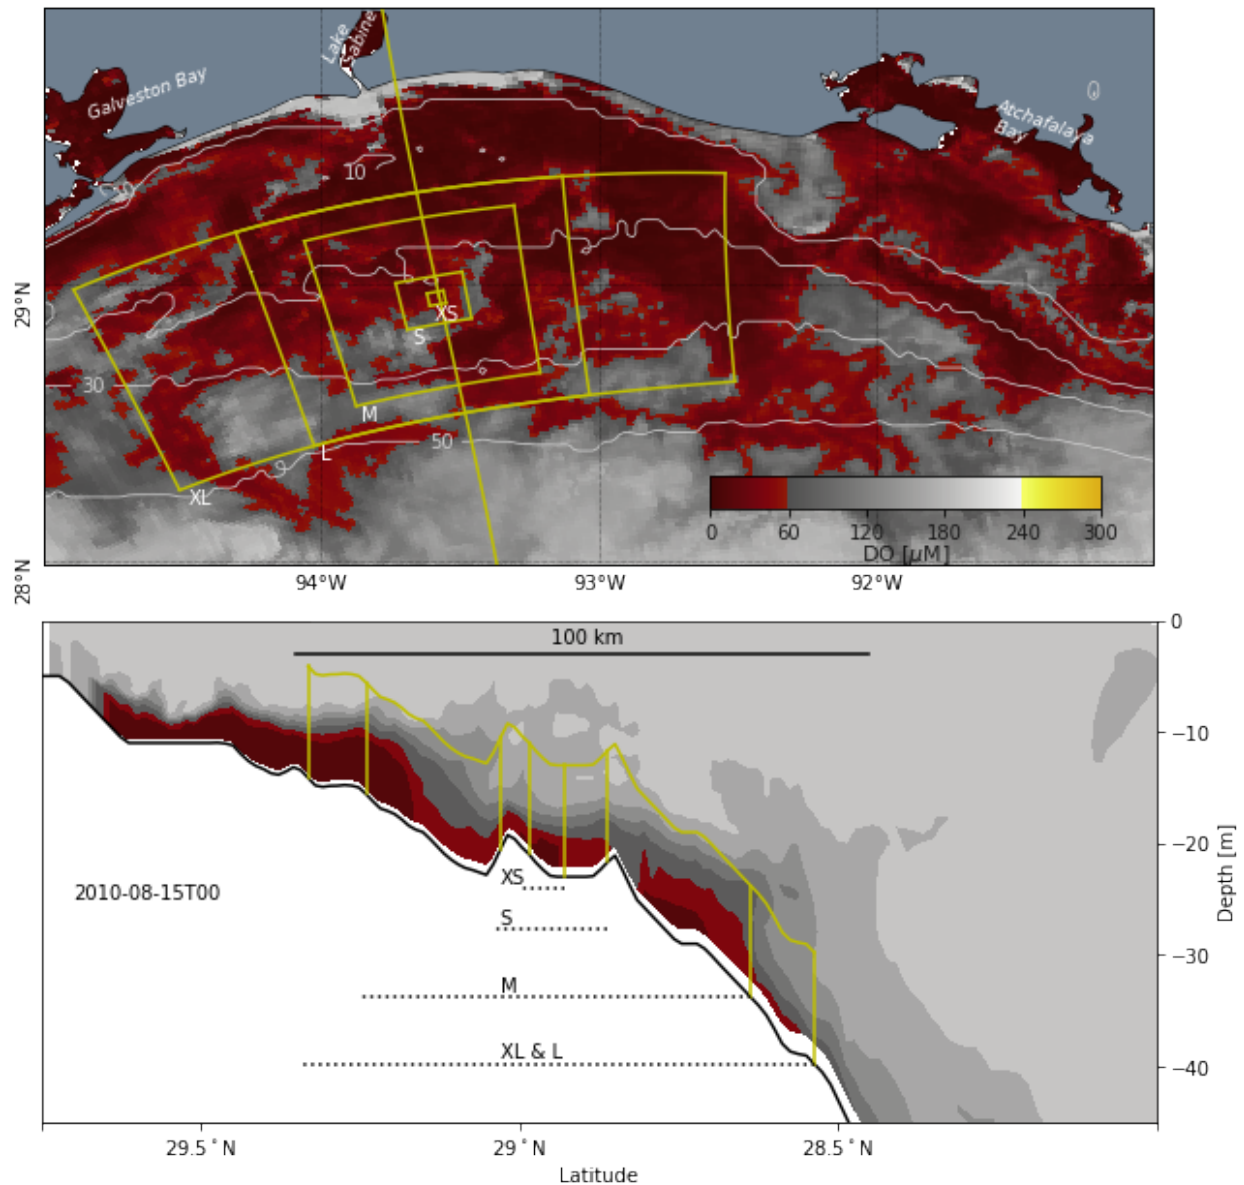 Lake
Sabine
Galveston Bay
Atchafalaya
Bay
10
29°N
XS
S
30
M
50
L
XL
0 60 120 180 240 300
DO [µM]
28°N
94°W 93°W 92°W
0
100 km
−10
−20
XS
2010-08-15T00
S
Depth [m]
M
−30
XL & L
−40
29.5°N 29°N 28.5°N
Latitude